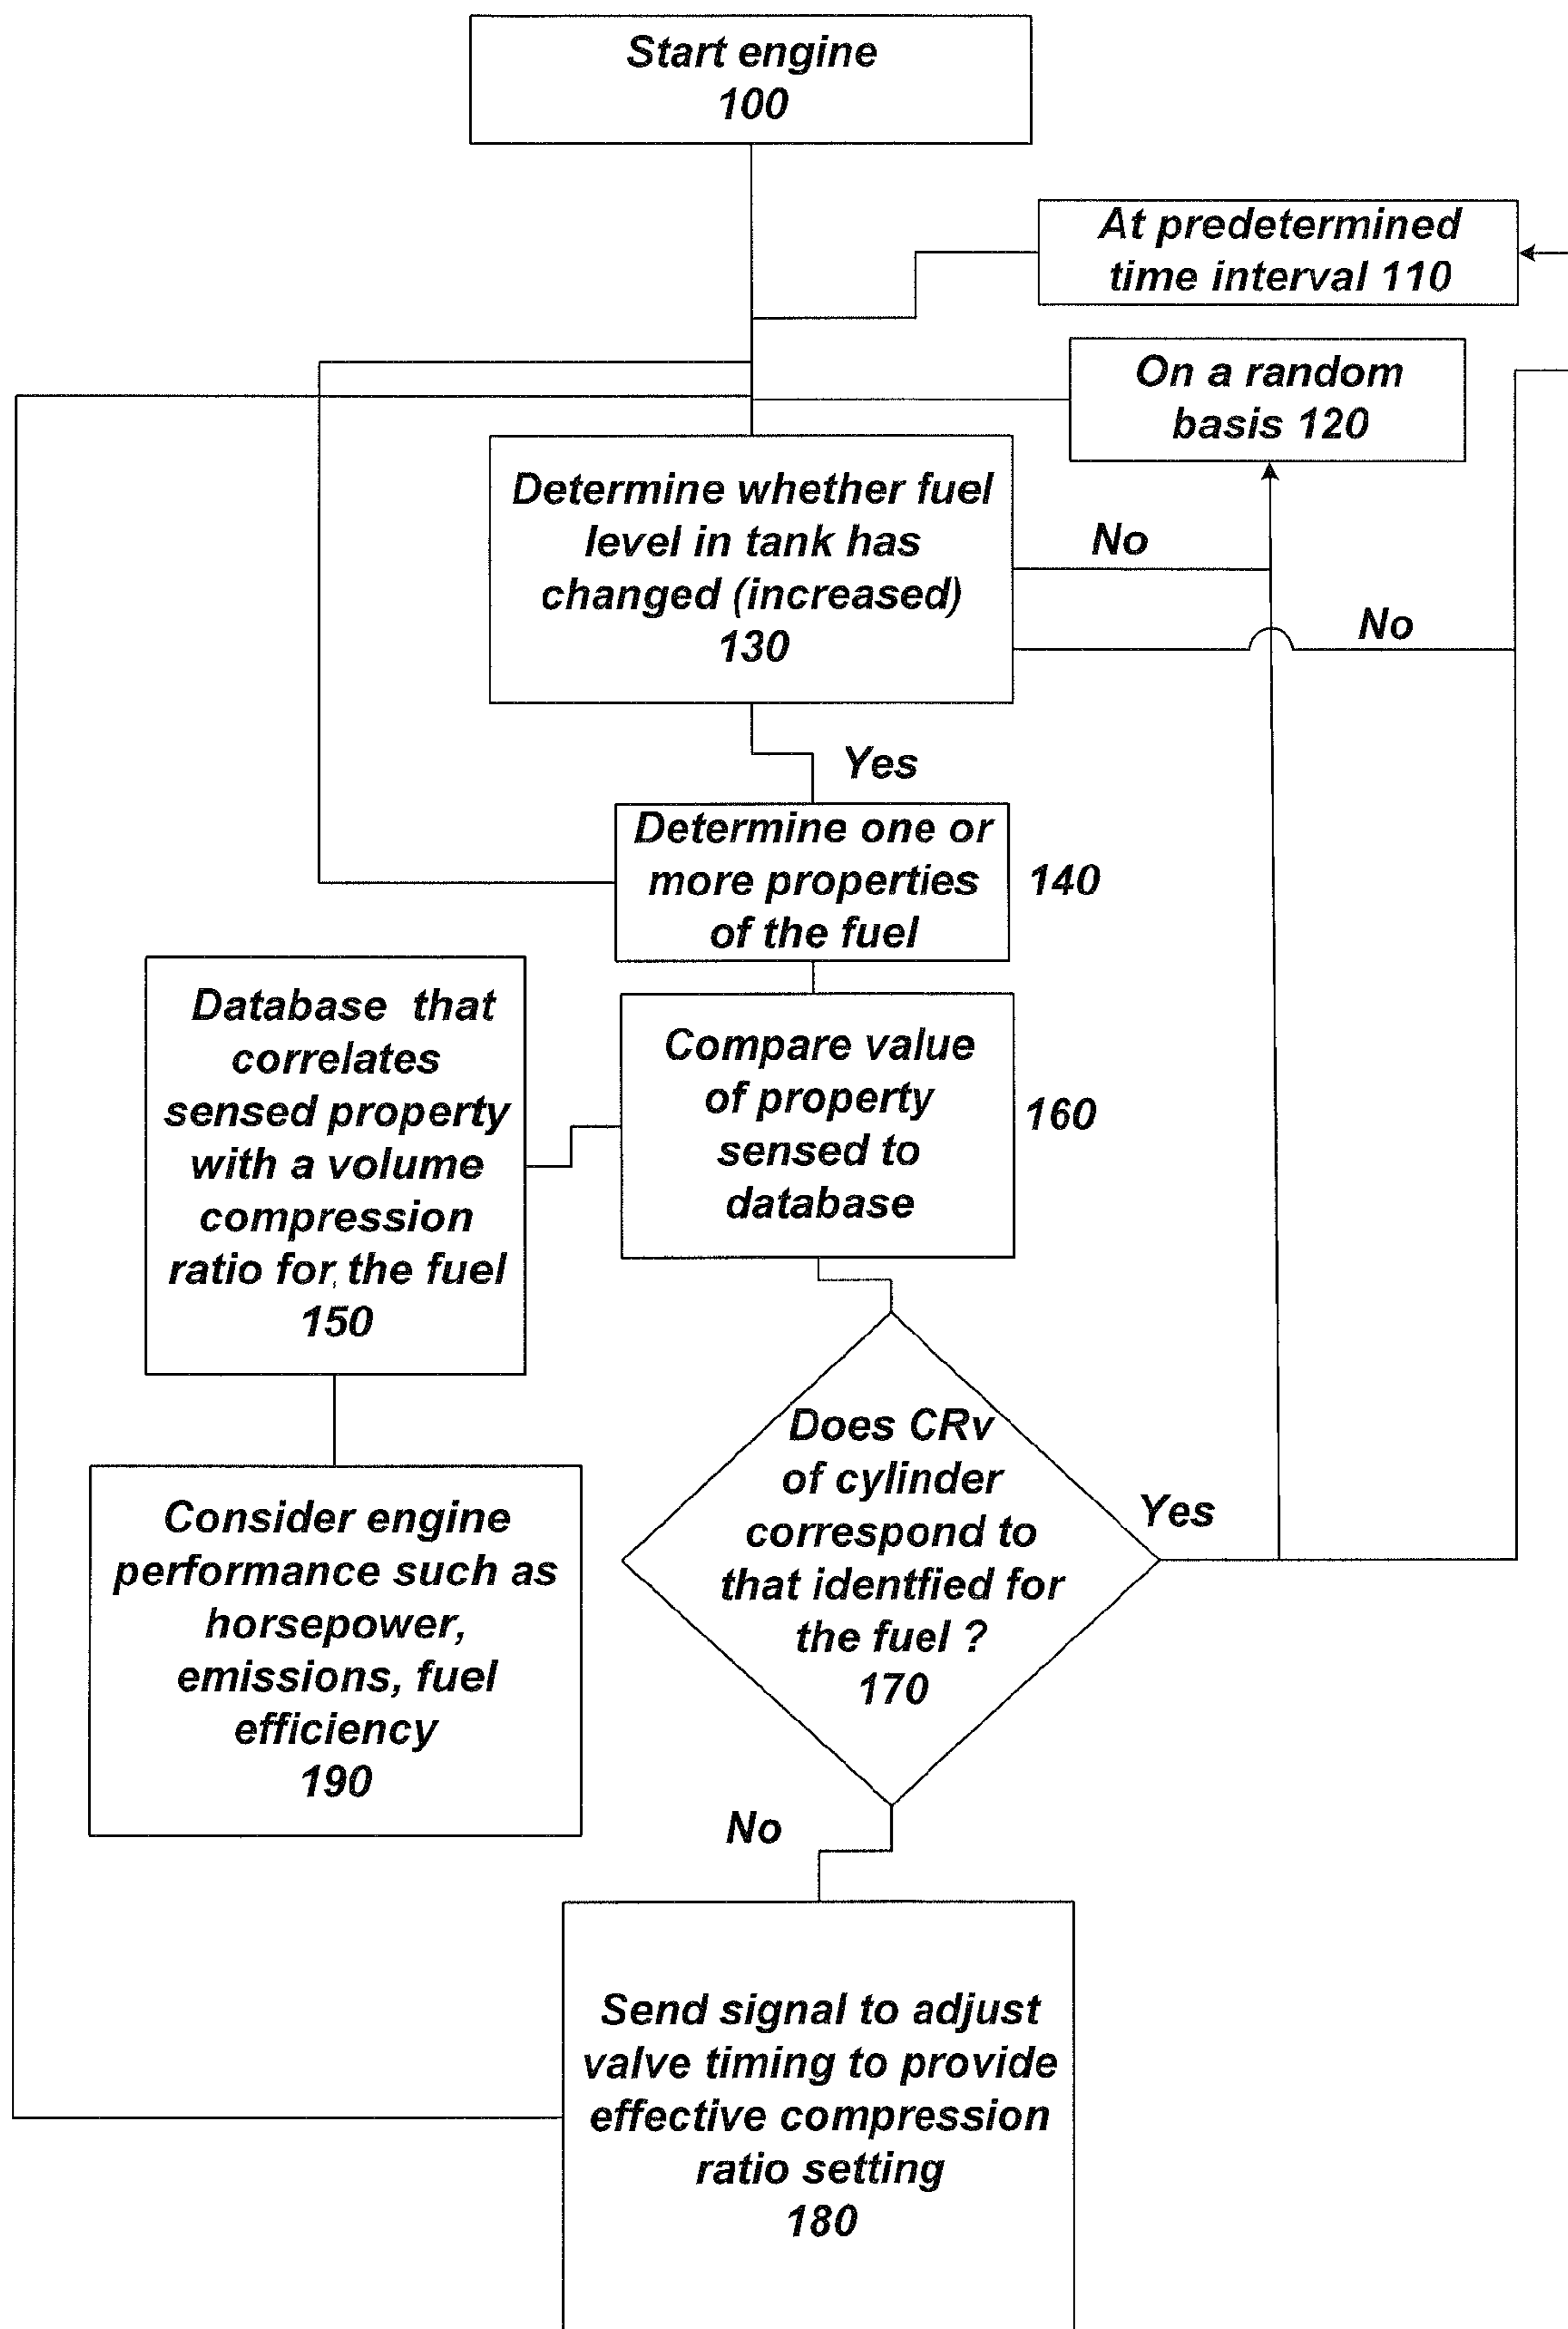 Start engine
100
At predetermined
time interval 110
On a random
basis 120
Determine whether fuel
level in tank has
changed (increased)
130
No
No
Yes
Determine one or
more properties
of the fuel
140
Database that
correlates
sensed property
with a volume
compression
ratio for the fuel
150
Compare value
of property
sensed to
database
160
Does CRv
of cylinder
correspond to
that identfied for
the fuel ?
170
Yes
Consider engine
performance such as
horsepower,
emissions, fuel
efficiency
190
No
Send signal to adjust
valve timing to provide
effective compression
ratio setting
180